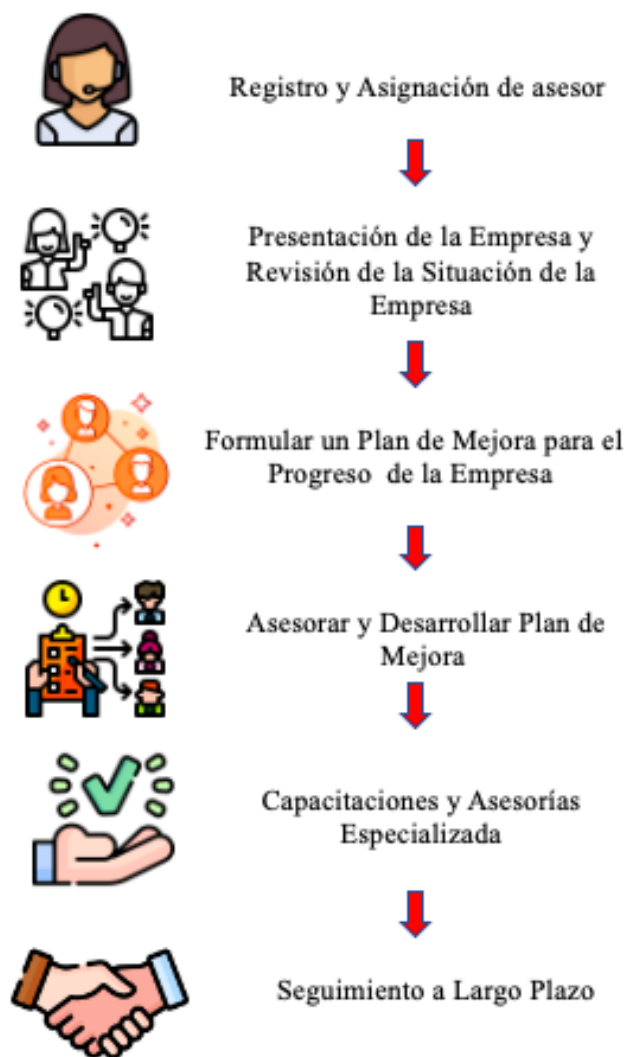 Registro y Asignación de asesor
Presentación de la Empresa y
Revisión de la Situación de la
Empresa
Formular un Plan de Mejora para el
Progreso de la Empresa
Asesorar y Desarrollar Plan de
Mejora
Capacitaciones y Asesorías
Especializada
Seguimiento a Largo Plazo